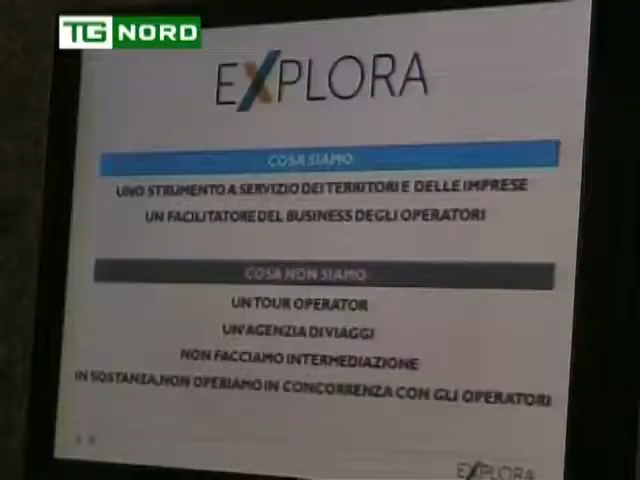 TG NORD
EXPLORA
COSA SIAMO
UNO STRUMENTO A SERVIZIO DEI TERRITORI E DELLE IMPRESE
UN FACILITATORE DEL BUSINESS DEGLI OPERATORI
COSA NON SIAMO
UN TOUR OPERATOR
UN'AGENZIA DI VIAGGI
NON FACCIAMO INTERMEDIAZIONE
IN SOSTANZA, NON OPERIAMO IN CONCORRENZA CON GLI OPERATORI
EXPLORA